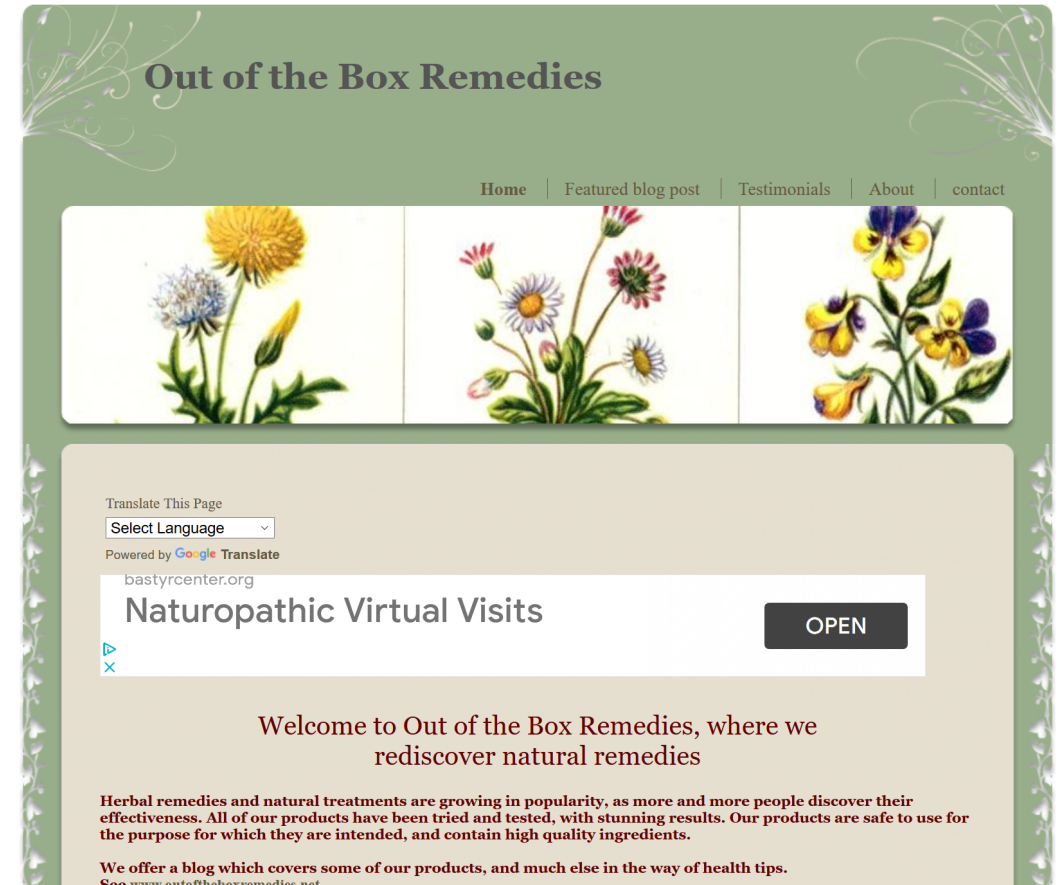 Out of the Box Remedies
Home Featured blog post Testimonials About contact
Translate This Page
Select Language
Powered by Google Translate
bastyrcenter.org
Naturopathic Virtual Visits
OPEN
Welcome to Out of the Box Remedies, where we
rediscover natural remedies
Herbal remedies and natural treatments are growing in popularity, as more and more people discover their
effectiveness. All of our products have been tried and tested, with stunning results. Our products are safe to use for
the purpose for which they are intended, and contain high quality ingredients.
We offer a blog which covers some of our products, and much else in the way of health tips.
See www.outoftheboxremedies.net